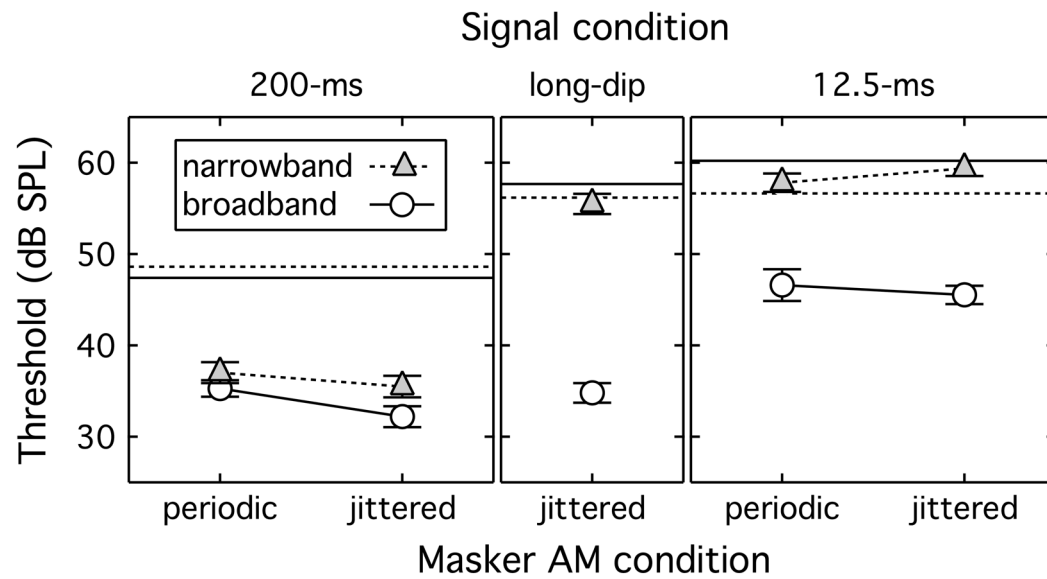 Signal condition
200-ms long-dip 12.5-ms
narrowband
broadband
Threshold (dB SPL)
60
50
40
30
periodic jittered jittered periodic jittered
Masker AM condition